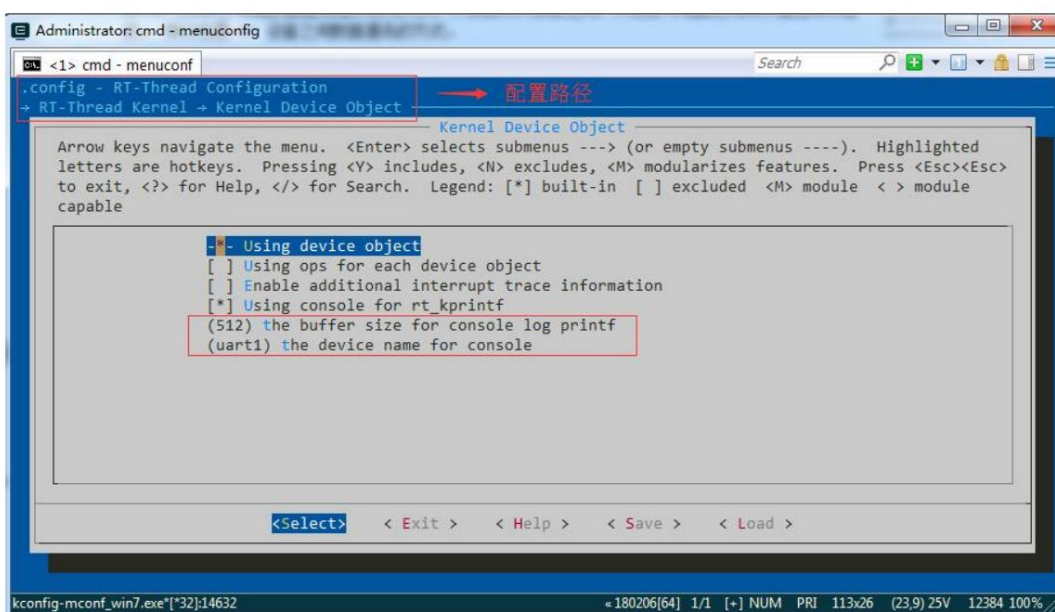 Administrator: cmd - menuconfig
<1> cmd - menuconf
Search
.config - RT-Thread Configuration
→ RT-Thread Kernel → Kernel Device Object
配置路径
Kernel Device Object
Arrow keys navigate the menu. <Enter> selects submenus ---> (or empty submenus ----). Highlighted
letters are hotkeys. Pressing <Y> includes, <N> excludes, <M> modularizes features. Press <Esc><Esc>
to exit, <?> for Help, </> for Search. Legend: [*] built-in [ ] excluded <M> module < > module
capable
-*- Using device object
[ ] Using ops for each device object
[ ] Enable additional interrupt trace information
[*] Using console for rt_kprintf
(512) the buffer size for console log printf
(uart1) the device name for console
<Select> < Exit > < Help > < Save > < Load >
kconfig-mconf_win7.exe*[*32]:14632 « 180206[64] 1/1 [+] NUM PRI 113x26 (23,9) 25V 12384 100%